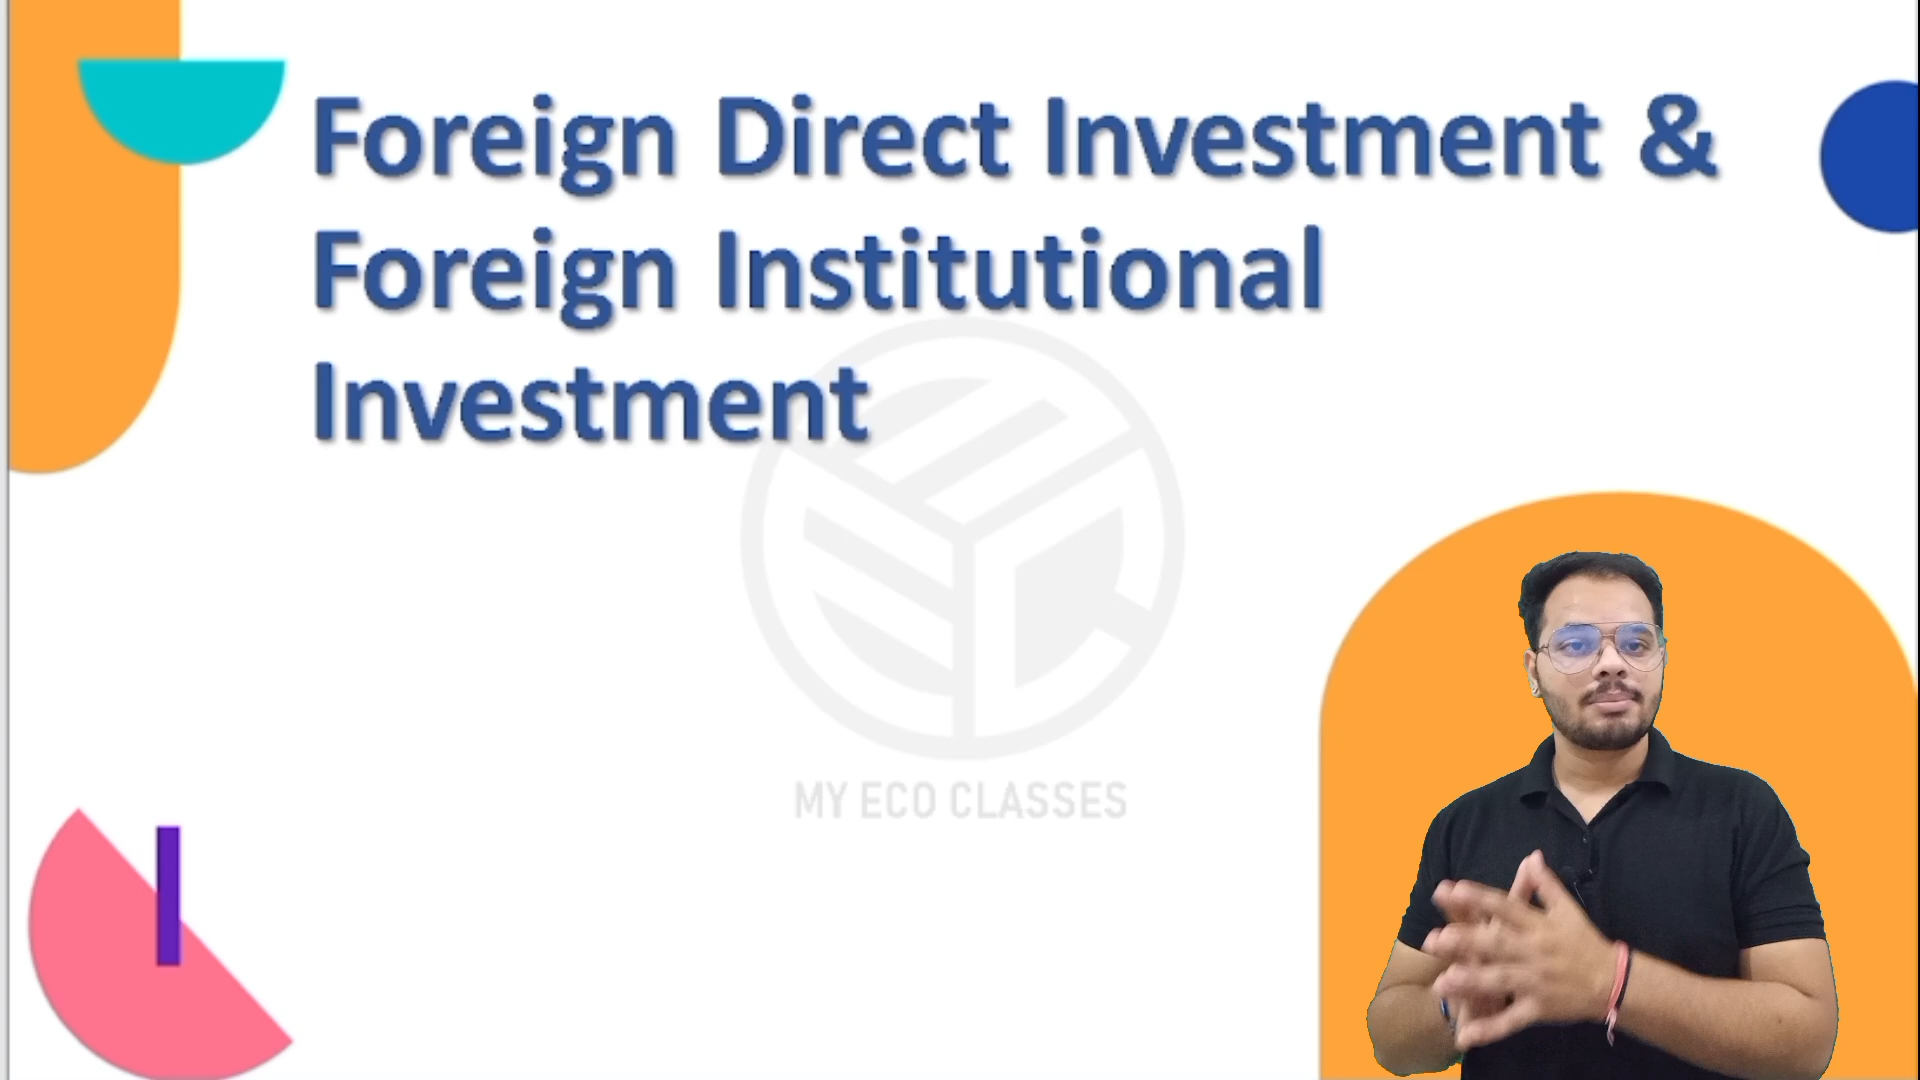 Foreign Direct Investment &
Foreign Institutional
Investment
MY ECO CLASSES